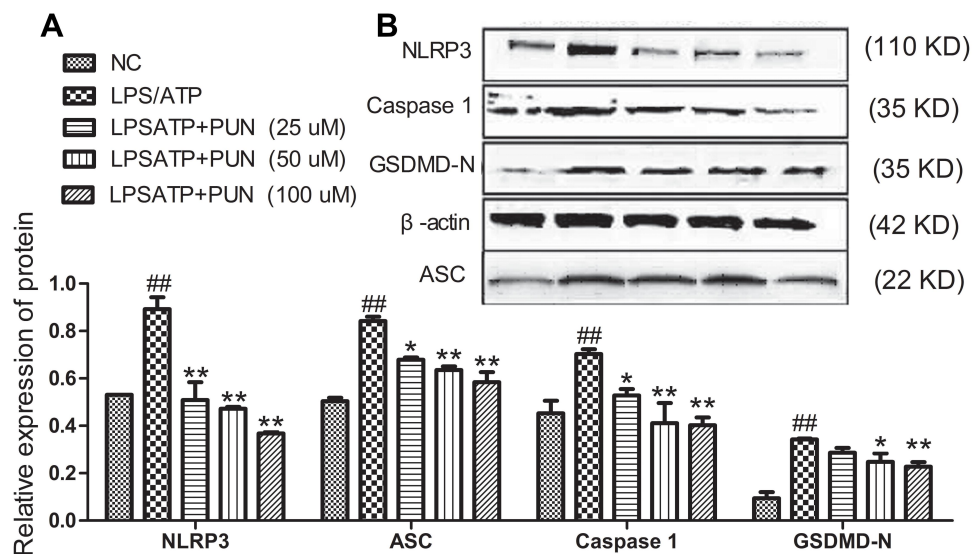 A
NC
LPS/ATP
LPSATP+PUN (25 uM)
LPSATP+PUN (50 uM)
LPSATP+PUN (100 uM)
B
NLRP3 (110 KD)
Caspase 1 (35 KD)
GSDMD-N (35 KD)
β -actin (42 KD)
ASC (22 KD)
Relative expression of protein
1.0
0.8
0.6
0.4
0.2
0.0
## ** ** **
## * ** **
## * ** **
## * **
NLRP3 ASC Caspase 1 GSDMD-N